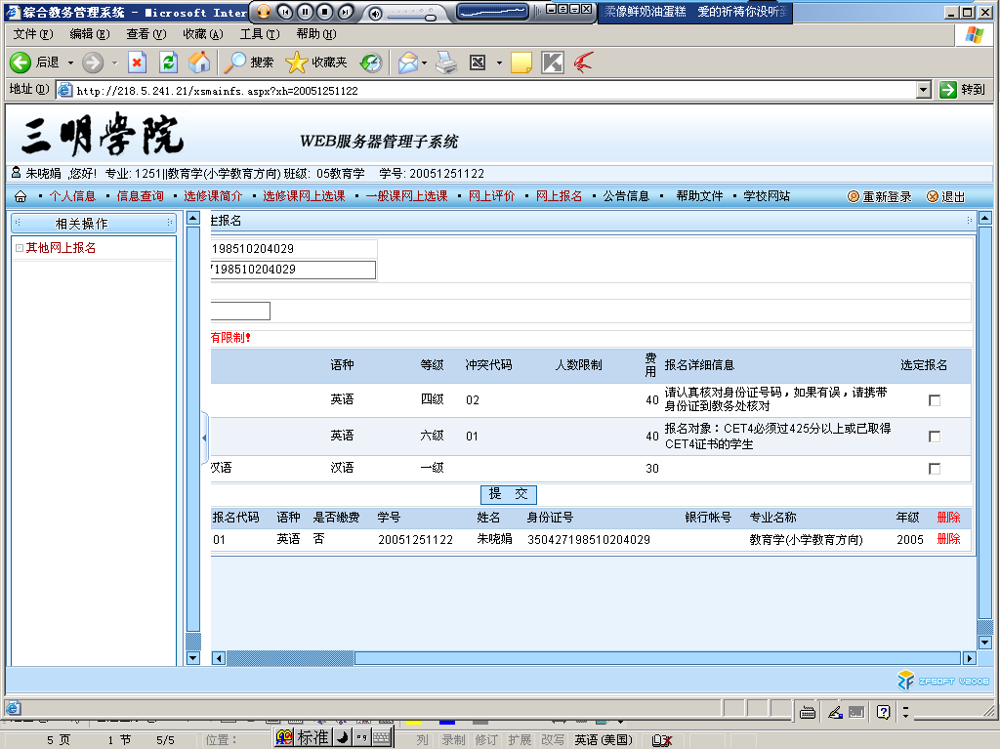 綜合教务管理系统 - Microsoft Inter
柔像鲜奶油蛋糕 爱的祈祷你没听到
文件(F) 编辑(E) 查看(V) 收藏(A) 工具(T) 帮助(H)
后退 搜索 收藏夹
地址(D) http://218.5.241.21/xsmainfs.aspx?xh=20051251122 转到
三明學院 WEB服务器管理子系统
朱晓娟 ,您好! 专业: 1251||教育学(小学教育方向) 班级: 05教育学 学号: 20051251122
· 个人信息 · 信息查询 · 选修课简介 · 选修课网上选课 · 一般课网上选课 · 网上评价 · 网上报名 · 公告信息 · 帮助文件 · 学校网站 重新登录 退出
相关操作
其他网上报名
报名
198510204029
198510204029
有限制!
语种 等级 冲突代码 人数限制 费用 报名详细信息 选定报名
英语 四级 02 40 请认真核对身份证号码，如果有误，请携带
身份证到教务处核对
英语 六级 01 40 报名对象：CET4必须过425分以上或已取得
CET4证书的学生
汉语 汉语 一级 30
提 交
报名代码 语种 是否缴费 学号 姓名 身份证号 银行帐号 专业名称 年级 删除
01 英语 否 20051251122 朱晓娟 350427198510204029 教育学(小学教育方向) 2005 删除
ZFSOFT V2006
5 页 1 节 5/5 位置： 标准 列 录制 修订 扩展 改写 英语(美国)